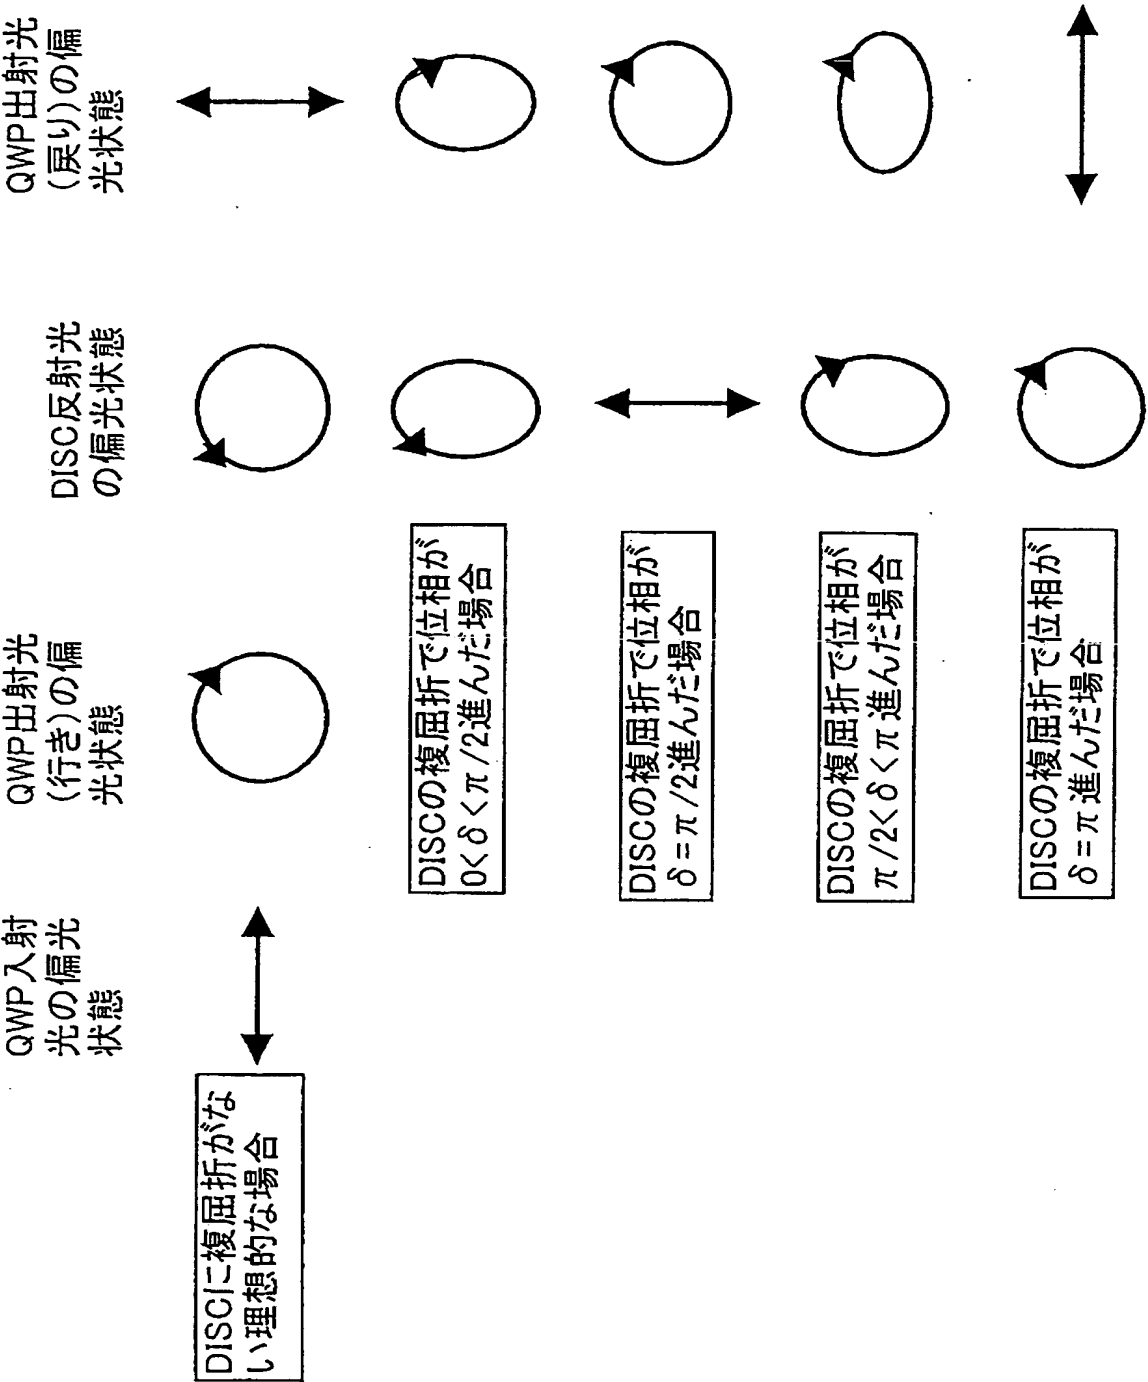 QWP入射
光の偏光
状態
QWP出射光
(行き)の偏
光状態
DISC反射光
の偏光状態
QWP出射光
(戻り)の偏
光状態
DISCに複屈折がな
い理想的な場合
DISCの複屈折で位相が
0<δ<π/2進んだ場合
DISCの複屈折で位相が
δ=π/2進んだ場合
DISCの複屈折で位相が
π/2<δ<π進んだ場合
DISCの複屈折で位相が
δ=π進んだ場合